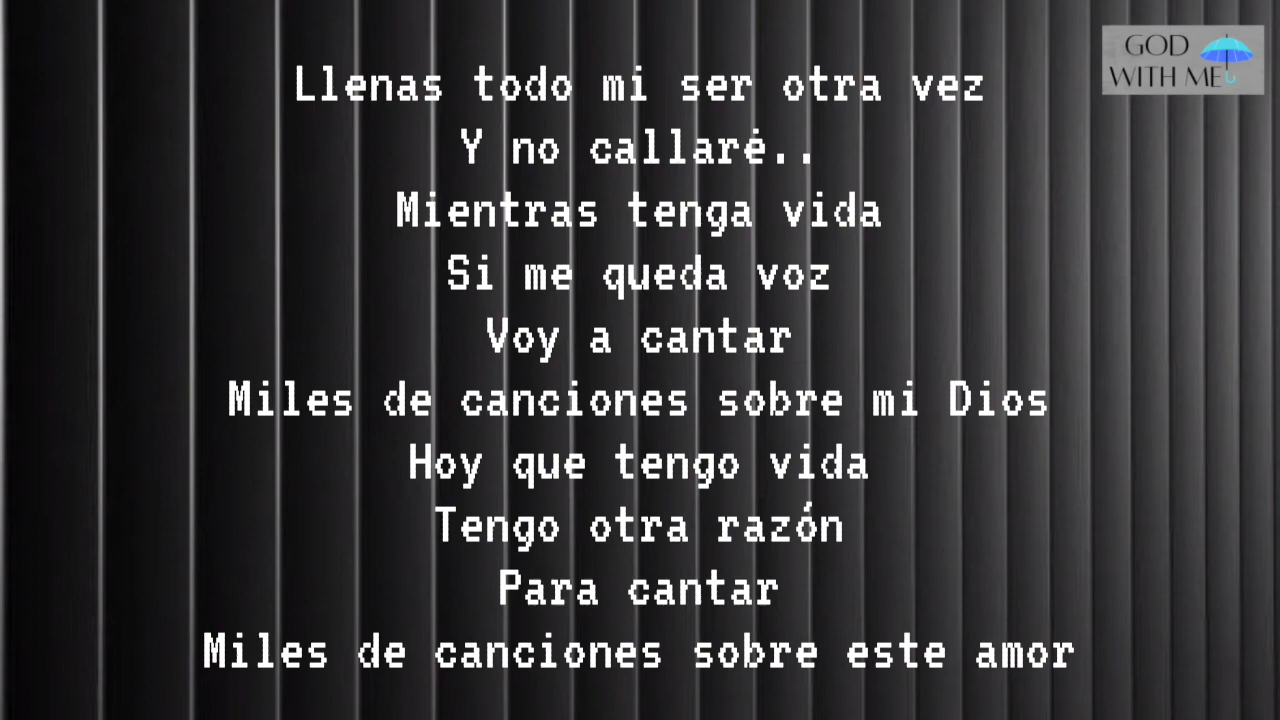 GOD
WITH ME
Llenas todo mi ser otra vez
Y no callaré..
Mientras tenga vida
Si me queda voz
Voy a cantar
Miles de canciones sobre mi Dios
Hoy que tengo vida
Tengo otra razón
Para cantar
Miles de canciones sobre este amor